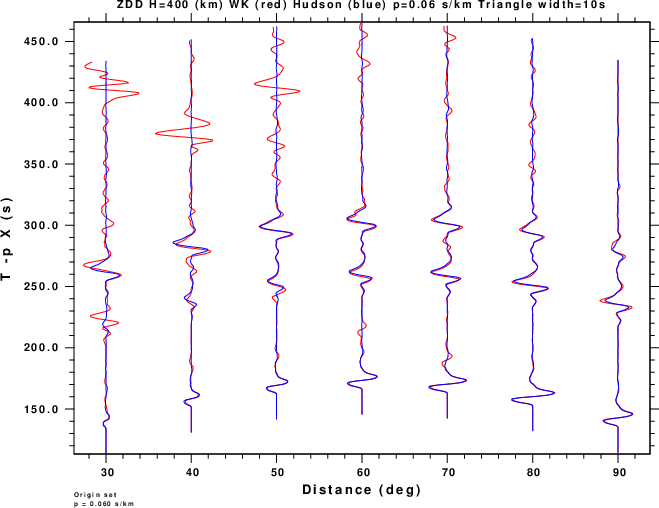 ZDD H=400 (km) WK (red) Hudson (blue) p=0.06 s/km Triangle width=10s
450.0
400.0
350.0
300.0
250.0
200.0
150.0
T -p X (s)
30 40 50 60 70 80 90
Distance (deg)
Origin set
p = 0.060 s/km